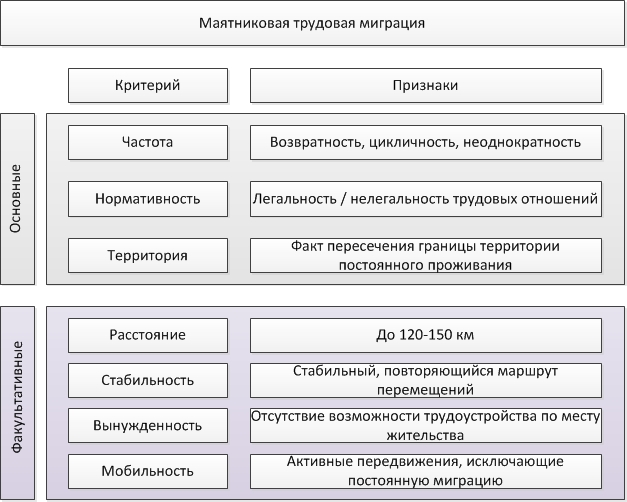 Маятниковая трудовая миграция
Критерий
Признаки
Основные
Частота
Возвратность, цикличность, неоднократность
Нормативность
Легальность / нелегальность трудовых отношений
Территория
Факт пересечения границы территории
постоянного проживания
Факультативные
Расстояние
До 120-150 км
Стабильность
Стабильный, повторяющийся маршрут
перемещений
Вынужденность
Отсутствие возможности трудоустройства по месту
жительства
Мобильность
Активные передвижения, исключающие
постоянную миграцию